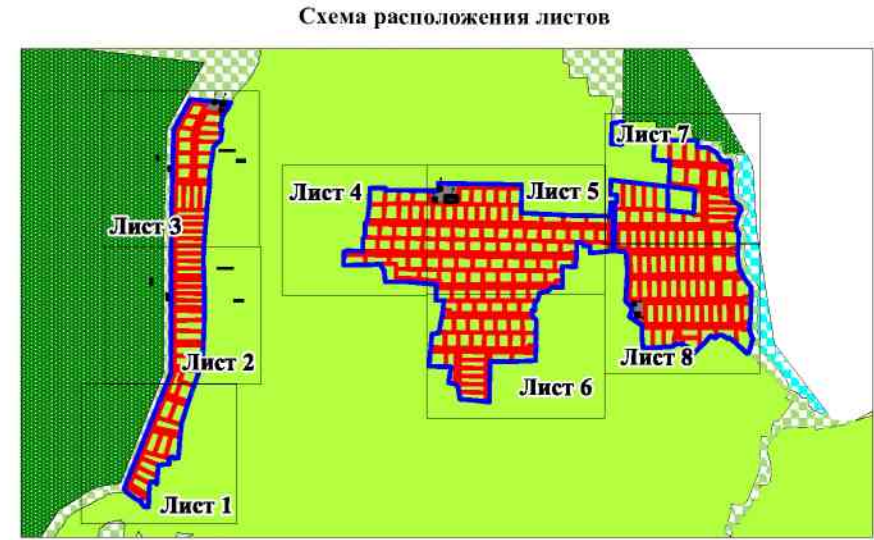 Схема расположения листов
Лист 7
Лист 4
Лист 5
Лист 3
Лист 2
Лист 8
Лист 6
Лист 1